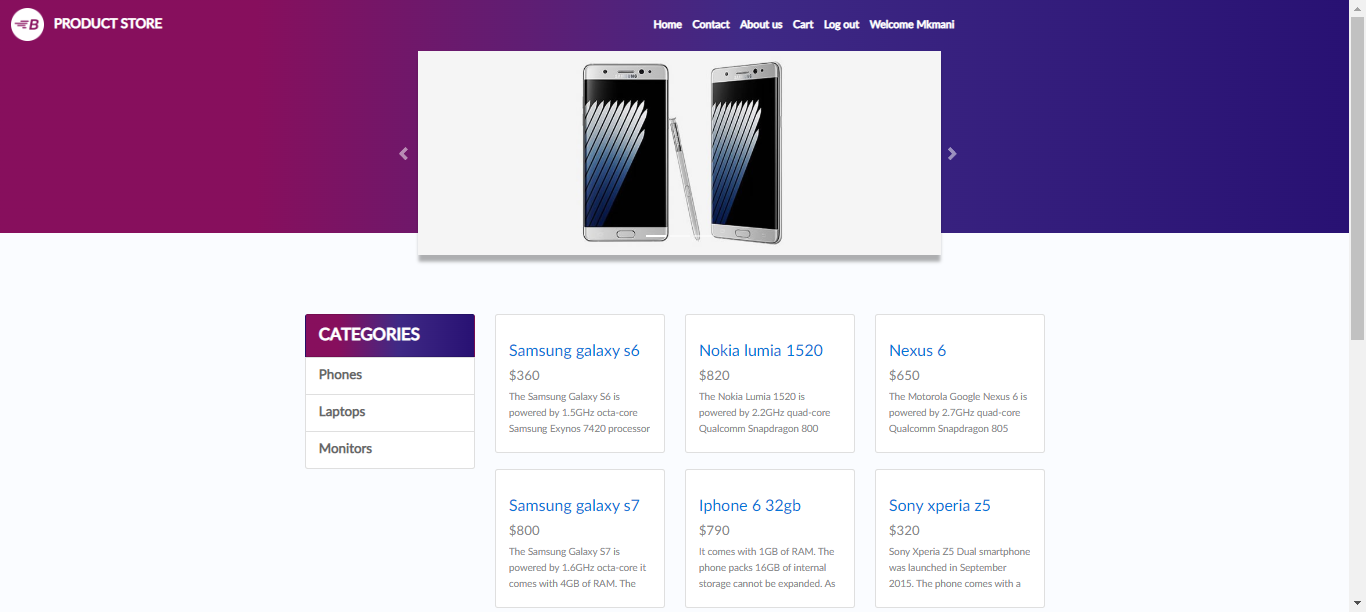 B PRODUCT STORE
Home Contact About us Cart Log out Welcome Mkmani
CATEGORIES
Phones
Laptops
Monitors
Samsung galaxy s6
$360
The Samsung Galaxy S6 is
powered by 1.5GHz octa-core
Samsung Exynos 7420 processor
Nokia lumia 1520
$820
The Nokia Lumia 1520 is
powered by 2.2GHz quad-core
Qualcomm Snapdragon 800
Nexus 6
$650
The Motorola Google Nexus 6 is
powered by 2.7GHz quad-core
Qualcomm Snapdragon 805
Samsung galaxy s7
$800
The Samsung Galaxy S7 is
powered by 1.6GHz octa-core it
comes with 4GB of RAM. The
Iphone 6 32gb
$790
It comes with 1GB of RAM. The
phone packs 16GB of internal
storage cannot be expanded. As
Sony xperia z5
$320
Sony Xperia Z5 Dual smartphone
was launched in September
2015. The phone comes with a